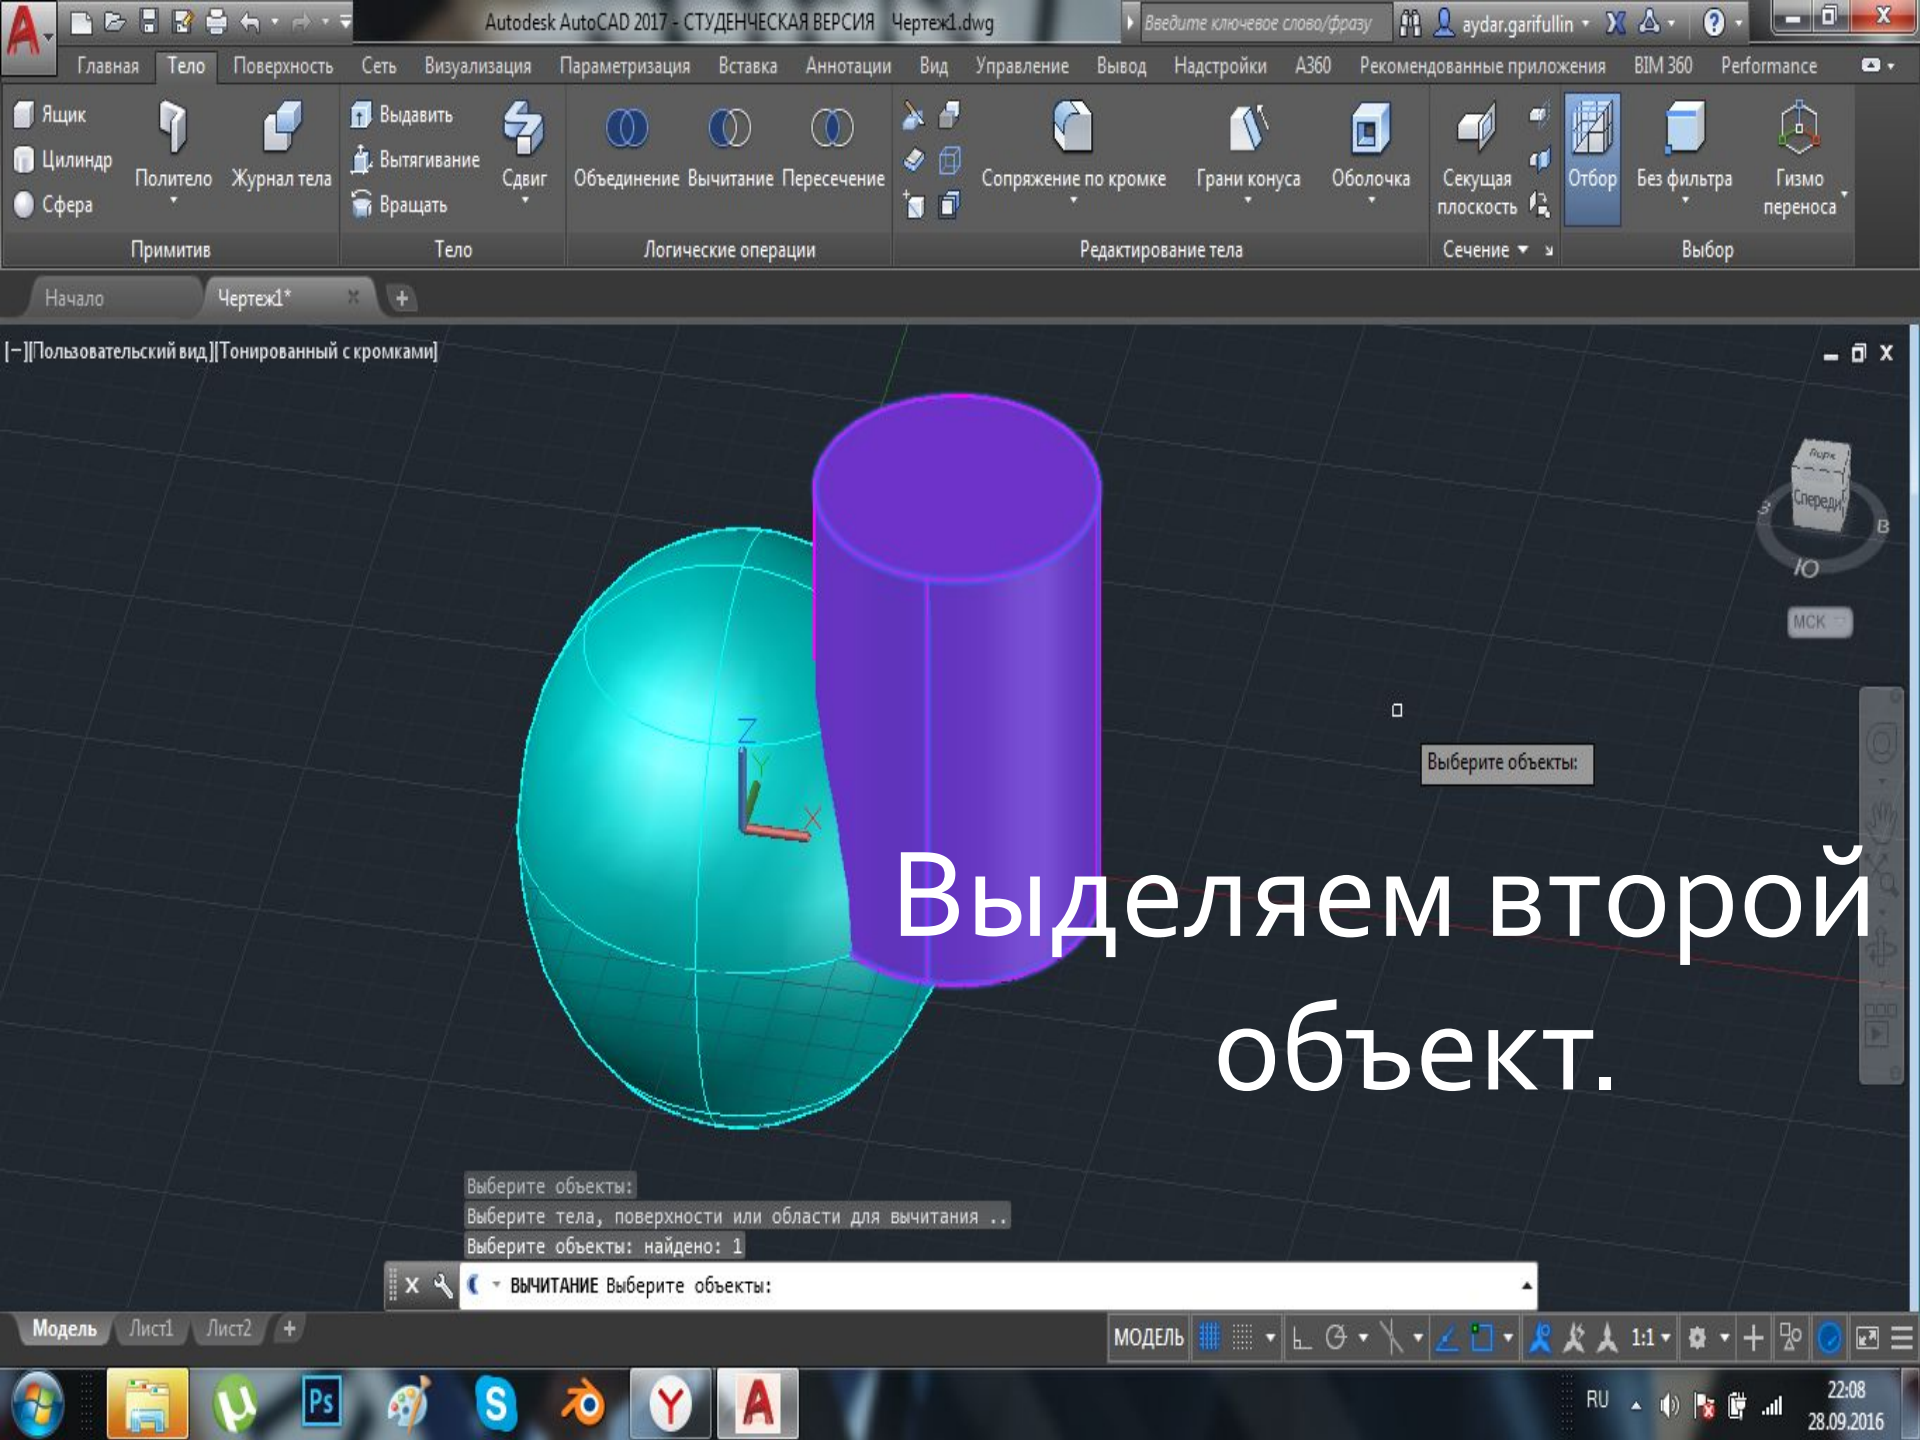 Autodesk AutoCAD 2017 - СТУДЕНЧЕСКАЯ ВЕРСИЯ Чертеж1.dwg
Введите ключевое слово/фразу
aydar.garifullin
Главная Тело Поверхность Сеть Визуализация Параметризация Вставка Аннотации Вид Управление Вывод Надстройки A360 Рекомендованные приложения BIM 360 Performance
Ящик
Цилиндр
Сфера
Политело
Журнал тела
Примитив
Выдавить
Вытягивание
Вращать
Сдвиг
Тело
Объединение Вычитание Пересечение
Логические операции
Сопряжение по кромке
Грани конуса
Оболочка
Редактирование тела
Секущая
плоскость
Сечение
Отбор
Без фильтра
Гизмо
переноса
Выбор
Начало
Чертеж1*
[−][Пользовательский вид][Тонированный с кромками]
Спереди
З
В
Ю
МСК
Z
Y
X
Выберите объекты:
Выделяем второй
объект.
Выберите объекты:
Выберите тела, поверхности или области для вычитания ..
Выберите объекты: найдено: 1
ВЫЧИТАНИЕ Выберите объекты:
Модель Лист1 Лист2 +
МОДЕЛЬ
1:1
Ps
RU
22:08
28.09.2016